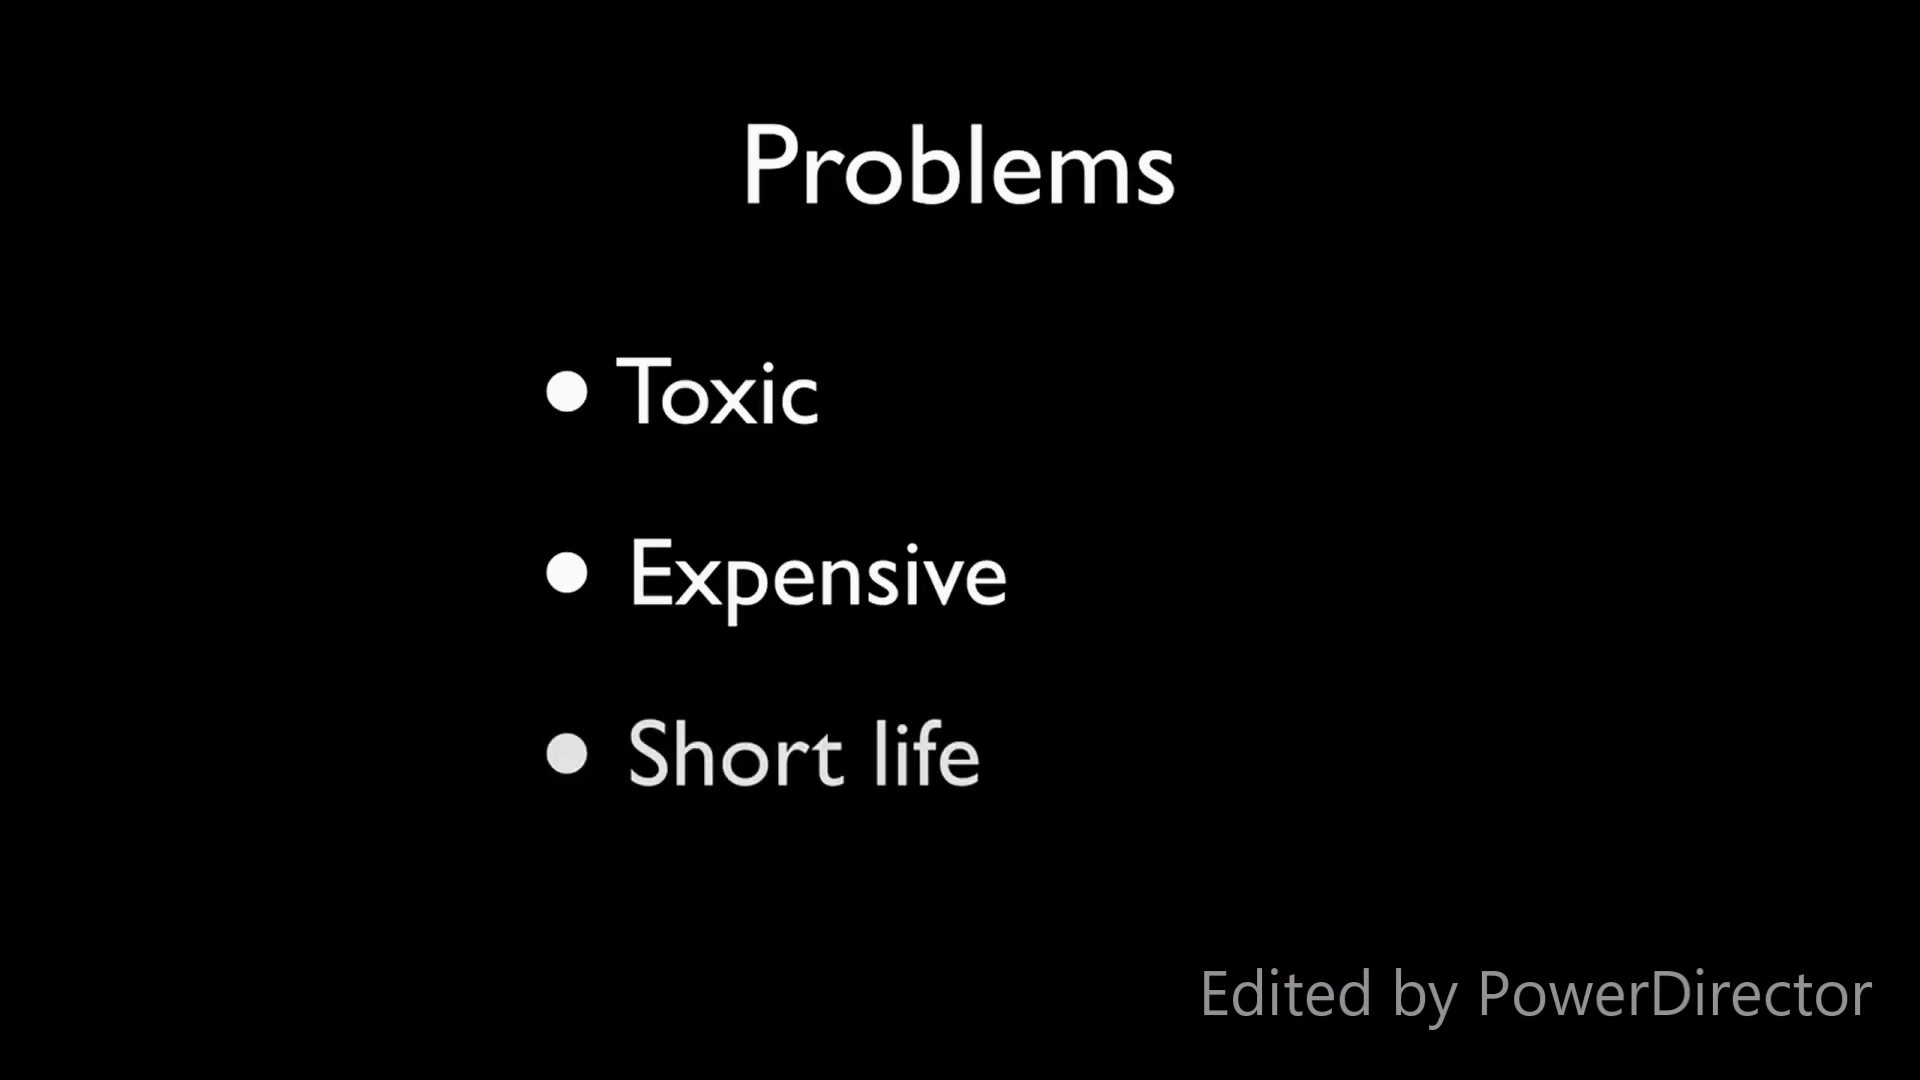 Problems
• Toxic
• Expensive
• Short life
Edited by PowerDirector